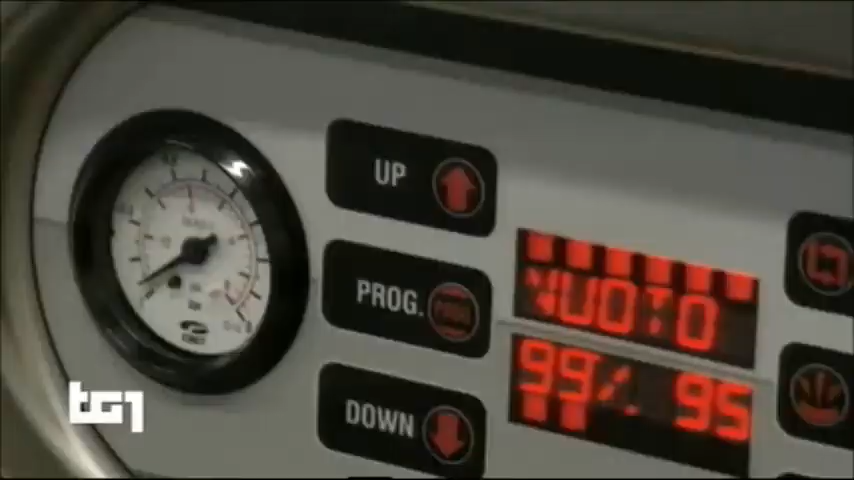 UP
PROG.
DOWN
VUOTO
99% 95
tg1